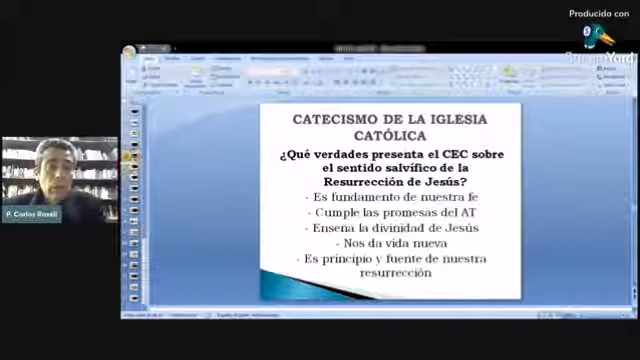 Producido con
StreamYard
CATECISMO DE LA IGLESIA
CATÓLICA
¿Qué verdades presenta el CEC sobre
el sentido salvífico de la
Resurrección de Jesús?
- Es fundamento de nuestra fe
- Cumple las promesas del AT
- Enseña la divinidad de Jesús
- Nos da vida nueva
- Es principio y fuente de nuestra
resurrección
P. Carlos Rosell